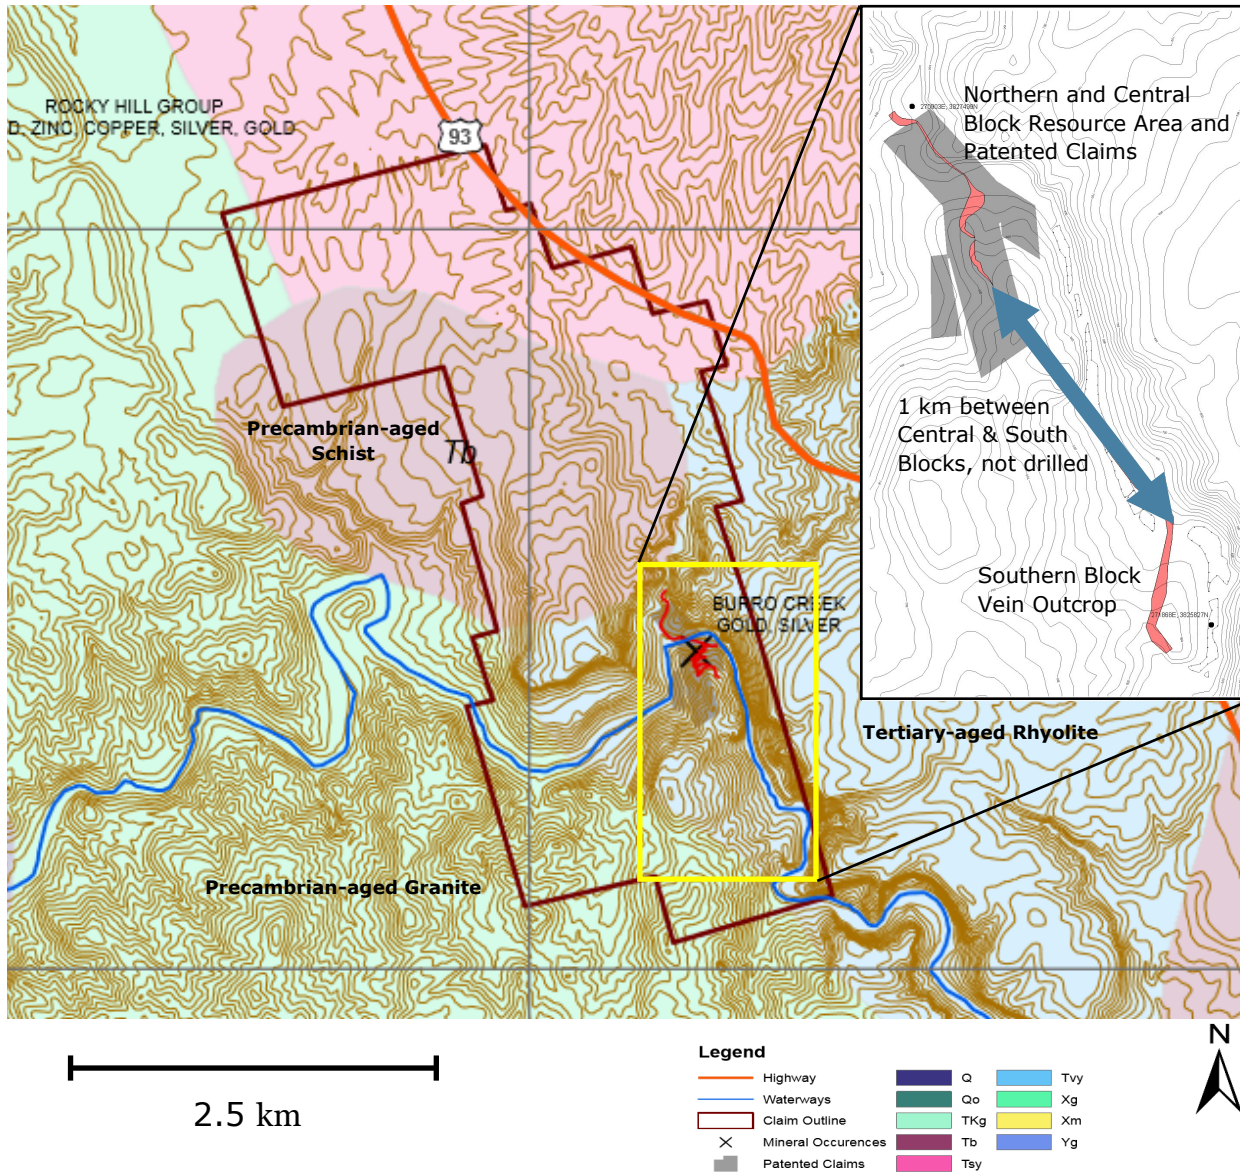 ROCKY HILL GROUP
D, ZINC, COPPER, SILVER, GOLD
93
Northern and Central
Block Resource Area and
Patented Claims
1 km between
Central & South
Blocks, not drilled
Southern Block
Vein Outcrop
Precambrian-aged
Schist
Tb
BURRO CREEK
GOLD, SILVER
Tertiary-aged Rhyolite
Precambrian-aged Granite
2.5 km
N
Legend
Highway
Waterways
Claim Outline
Mineral Occurences
Patented Claims
Q
Qo
TKg
Tb
Tsy
Tvy
Xg
Xm
Yg